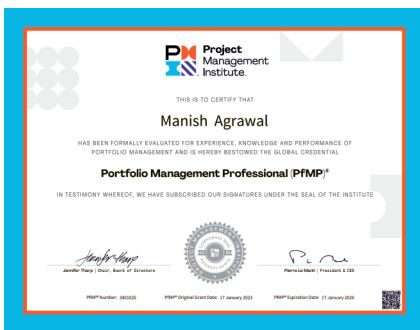 Project
Management
Institute.
THIS IS TO CERTIFY THAT
Manish Agrawal
HAS BEEN FORMALLY EVALUATED FOR EXPERIENCE, KNOWLEDGE AND PERFORMANCE OF
PORTFOLIO MANAGEMENT AND IS HEREBY BESTOWED THE GLOBAL CREDENTIAL
Portfolio Management Professional (PfMP)®
IN TESTIMONY WHEREOF, WE HAVE SUBSCRIBED OUR SIGNATURES UNDER THE SEAL OF THE INSTITUTE
Jennifer Tharp | Chair, Board of Directors
Pierre Le Manh | President & CEO
PfMP® Number: 3401025
PfMP® Original Grant Date: 17 January 2023
PfMP® Expiration Date: 17 January 2026